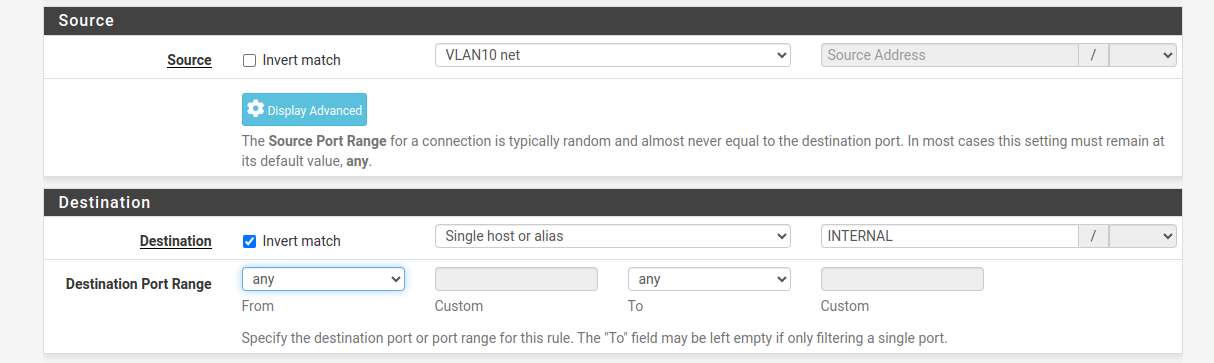 Source
Source Invert match VLAN10 net Source Address /
Display Advanced
The Source Port Range for a connection is typically random and almost never equal to the destination port. In most cases this setting must remain at
its default value, any.
Destination
Destination Invert match Single host or alias INTERNAL /
Destination Port Range any any
From Custom To Custom
Specify the destination port or port range for this rule. The "To" field may be left empty if only filtering a single port.